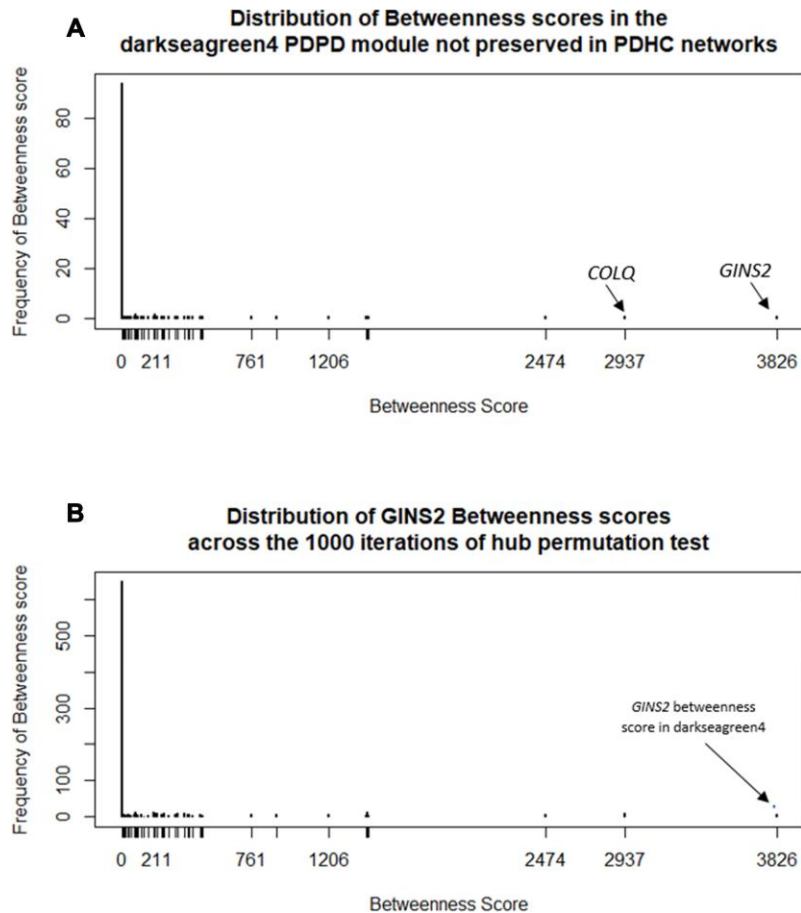 A
Distribution of Betweenness scores in the
darkseagreen4 PDPD module not preserved in PDHC networks
Frequency of Betweenness score
80
60
40
20
0
COLQ
GINS2
0 211 761 1206 2474 2937 3826
Betweenness Score
B
Distribution of GINS2 Betweenness scores
across the 1000 iterations of hub permutation test
Frequency of Betweenness score
500
300
100
0
GINS2 betweenness
score in darkseagreen4
0 211 761 1206 2474 2937 3826
Betweenness Score